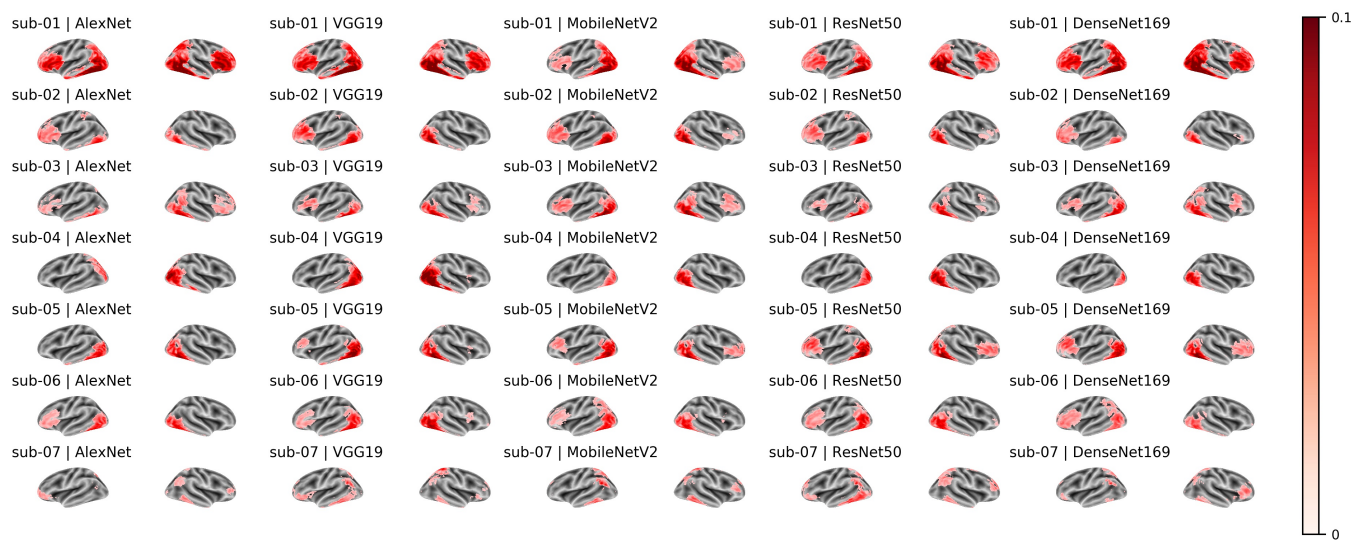 sub-01 | AlexNet sub-01 | VGG19 sub-01 | MobileNetV2 sub-01 | ResNet50 sub-01 | DenseNet169 0.1
sub-02 | AlexNet sub-02 | VGG19 sub-02 | MobileNetV2 sub-02 | ResNet50 sub-02 | DenseNet169
sub-03 | AlexNet sub-03 | VGG19 sub-03 | MobileNetV2 sub-03 | ResNet50 sub-03 | DenseNet169
sub-04 | AlexNet sub-04 | VGG19 sub-04 | MobileNetV2 sub-04 | ResNet50 sub-04 | DenseNet169
sub-05 | AlexNet sub-05 | VGG19 sub-05 | MobileNetV2 sub-05 | ResNet50 sub-05 | DenseNet169
sub-06 | AlexNet sub-06 | VGG19 sub-06 | MobileNetV2 sub-06 | ResNet50 sub-06 | DenseNet169
sub-07 | AlexNet sub-07 | VGG19 sub-07 | MobileNetV2 sub-07 | ResNet50 sub-07 | DenseNet169
0